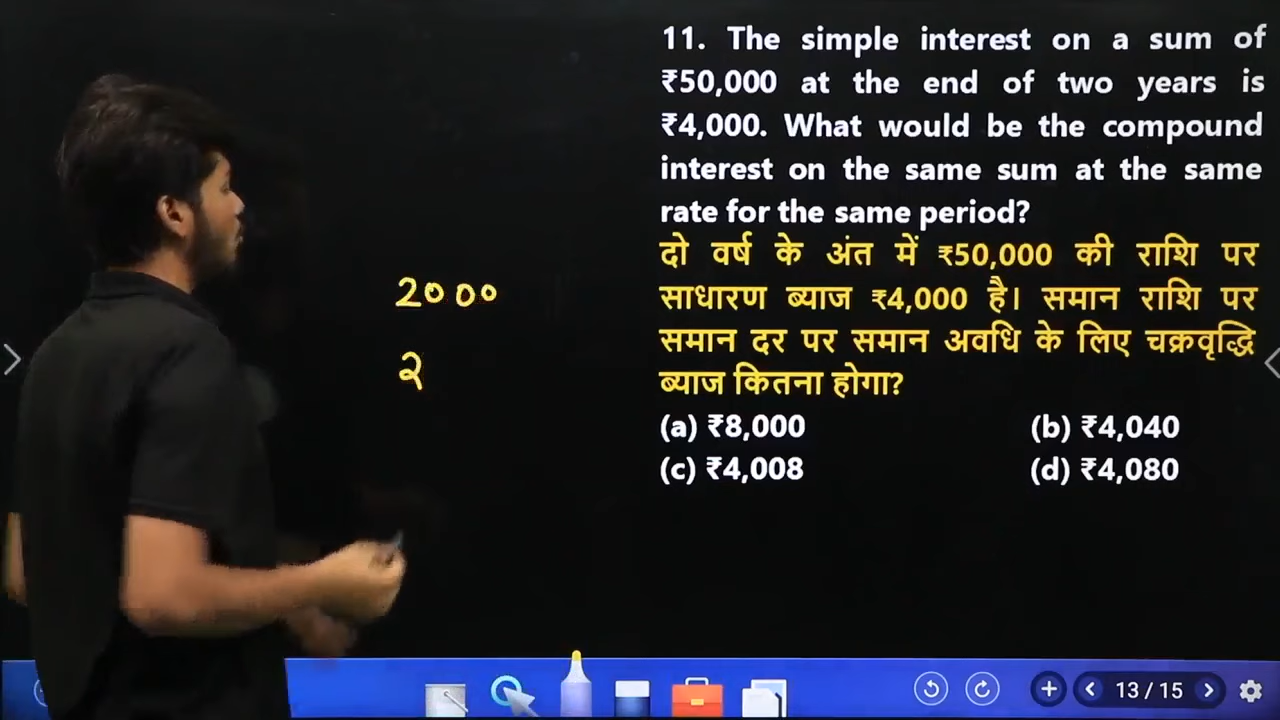 11. The simple interest on a sum of
₹50,000 at the end of two years is
₹4,000. What would be the compound
interest on the same sum at the same
rate for the same period?
दो वर्ष के अंत में ₹50,000 की राशि पर
साधारण ब्याज ₹4,000 है। समान राशि पर
समान दर पर समान अवधि के लिए चक्रवृद्धि
ब्याज कितना होगा?
(a) ₹8,000 (b) ₹4,040
(c) ₹4,008 (d) ₹4,080
2000
2
13 / 15